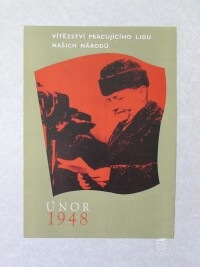 VÍTĚZSTVÍ PRACUJÍCÍHO LIDU
NAŠICH NÁRODŮ
ÚNOR
1948